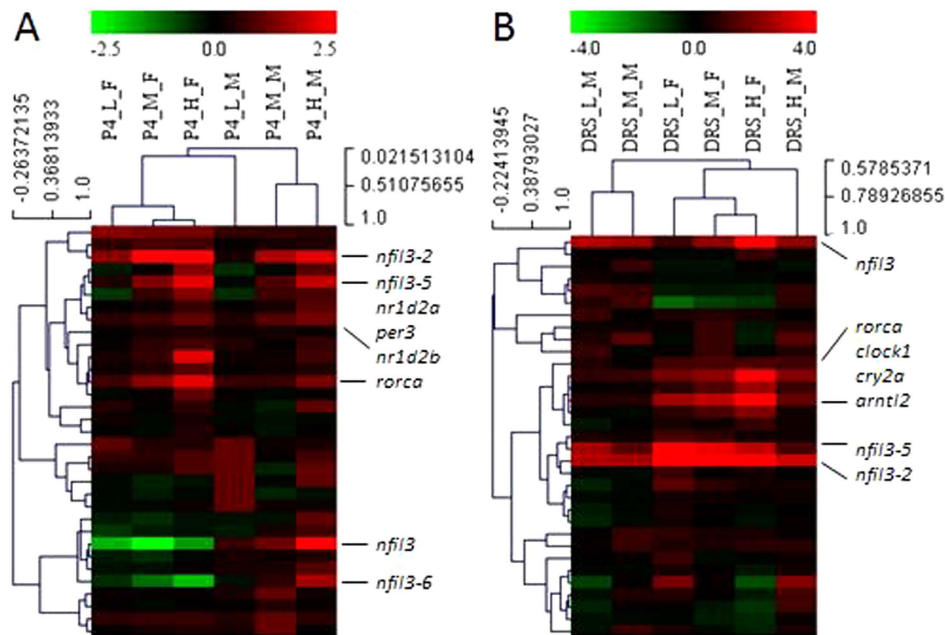 A
-2.5 0.0 2.5
P4_L_F
P4_M_F
P4_H_F
P4_L_M
P4_M_M
P4_H_M
-0.26372135
0.36813933
1.0
0.021513104
0.51075655
1.0
nfil3-2
nfil3-5
nr1d2a
per3
nr1d2b
rorca
nfil3
nfil3-6
B
-4.0 0.0 4.0
DRS_L_M
DRS_M_M
DRS_L_F
DRS_M_F
DRS_H_F
DRS_H_M
-0.22413945
0.38793027
1.0
0.5785371
0.78926855
1.0
nfil3
rorca
clock1
cry2a
arntl2
nfil3-5
nfil3-2